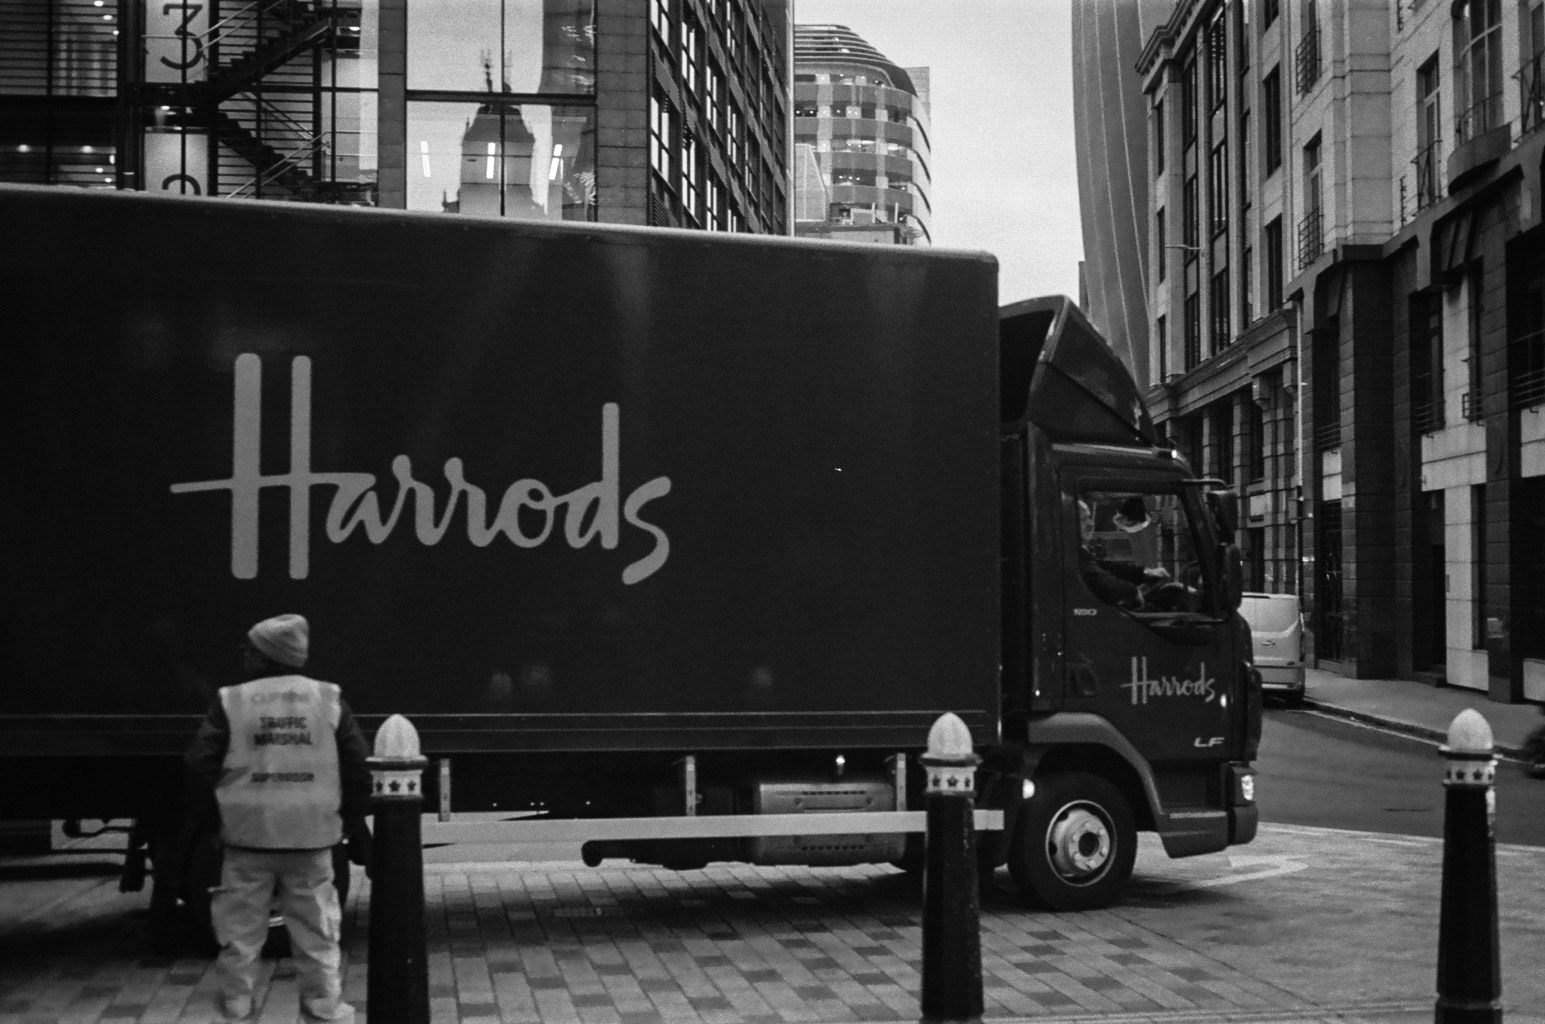 3
Harrods
Harrods
LF
TRAFFIC
MARSHAL
SUPERVISOR